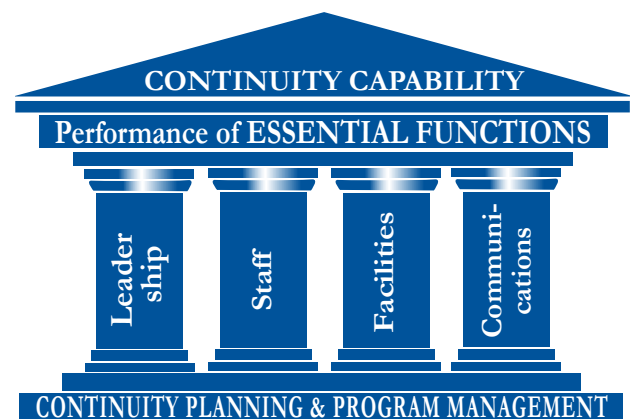 CONTINUITY CAPABILITY
Performance of ESSENTIAL FUNCTIONS
Leader
ship
Staff
Facilities
Communi-
cations
CONTINUITY PLANNING & PROGRAM MANAGEMENT